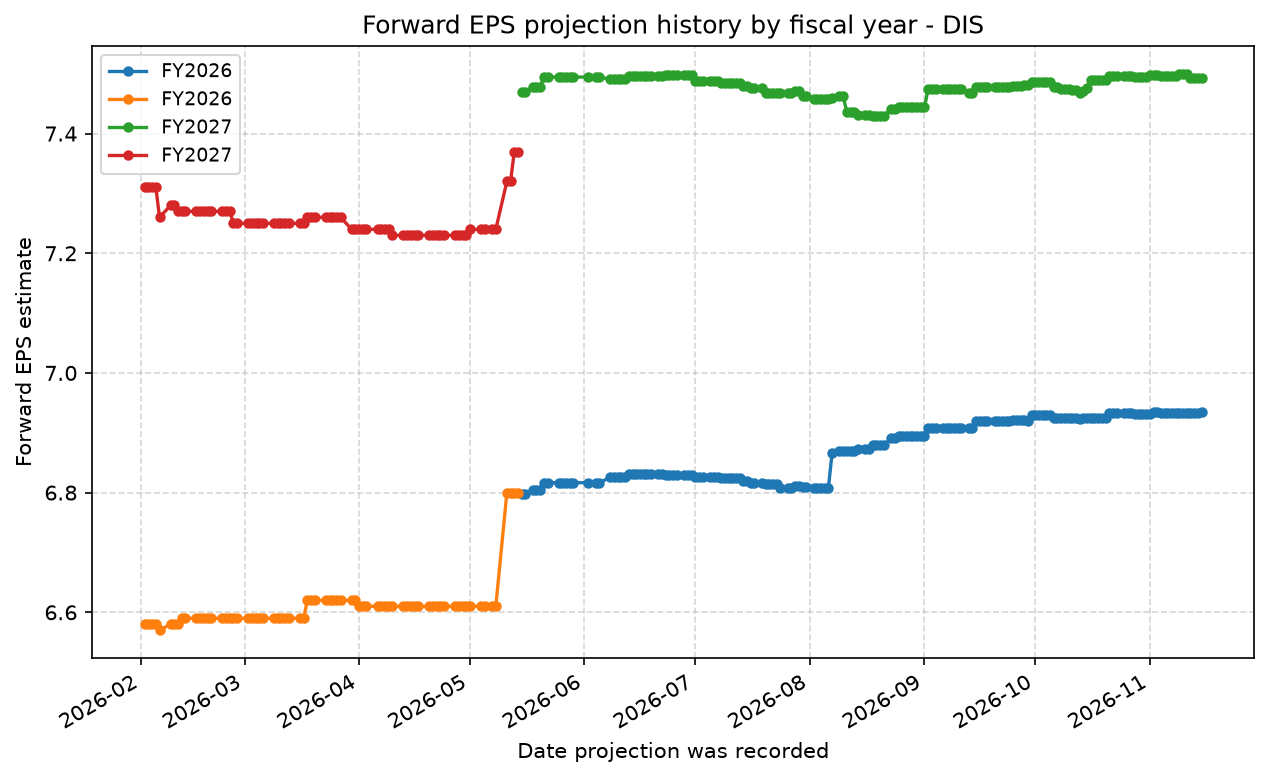 Forward EPS projection history by fiscal year - DIS
FY2026
FY2026
FY2027
FY2027
7.4
7.2
7.0
6.8
6.6
Forward EPS estimate
2026-02
2026-03
2026-04
2026-05
2026-06
2026-07
2026-08
2026-09
2026-10
2026-11
Date projection was recorded